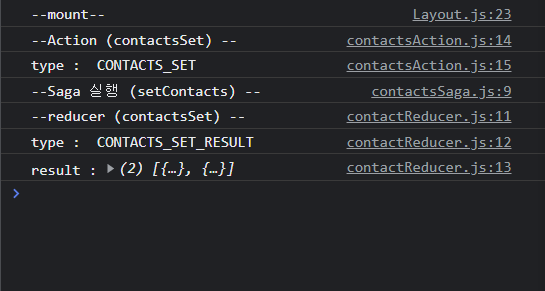 --mount-- Layout.js:23
--Action (contactsSet) -- contactsAction.js:14
type :  CONTACTS_SET contactsAction.js:15
--Saga 실행 (setContacts) -- contactsSaga.js:9
--reducer (contactsSet) -- contactReducer.js:11
type :  CONTACTS_SET_RESULT contactReducer.js:12
result : ▶(2) [{…}, {…}] contactReducer.js:13
>